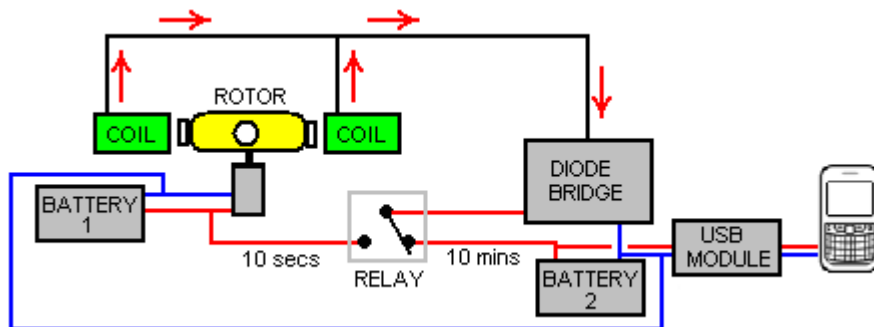 ROTOR
COIL
COIL
DIODE
BRIDGE
BATTERY
1
USB
MODULE
10 secs
10 mins
RELAY
BATTERY
2